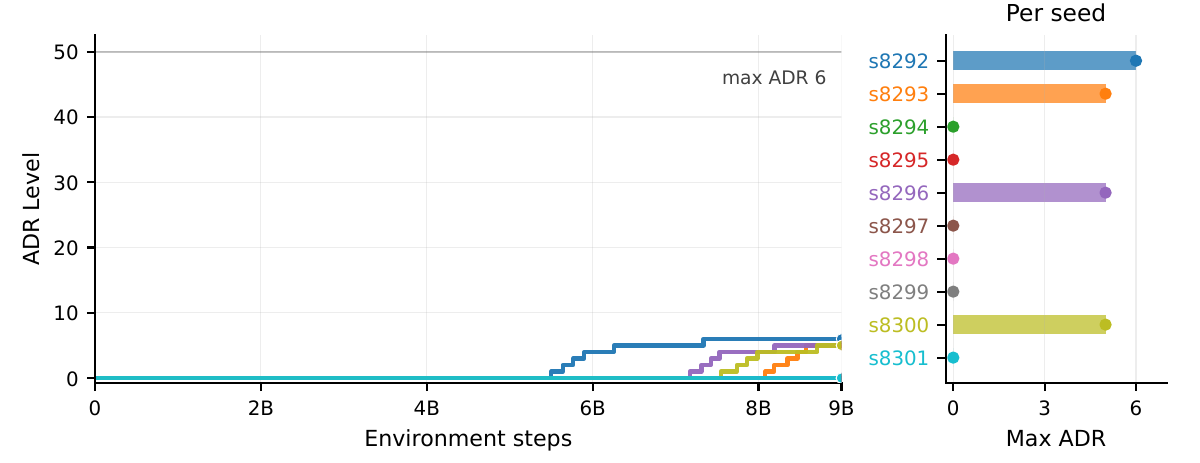 Per seed
50
40
30
20
10
0
ADR Level
max ADR 6
0 2B 4B 6B 8B 9B
Environment steps
s8292
s8293
s8294
s8295
s8296
s8297
s8298
s8299
s8300
s8301
0 3 6
Max ADR